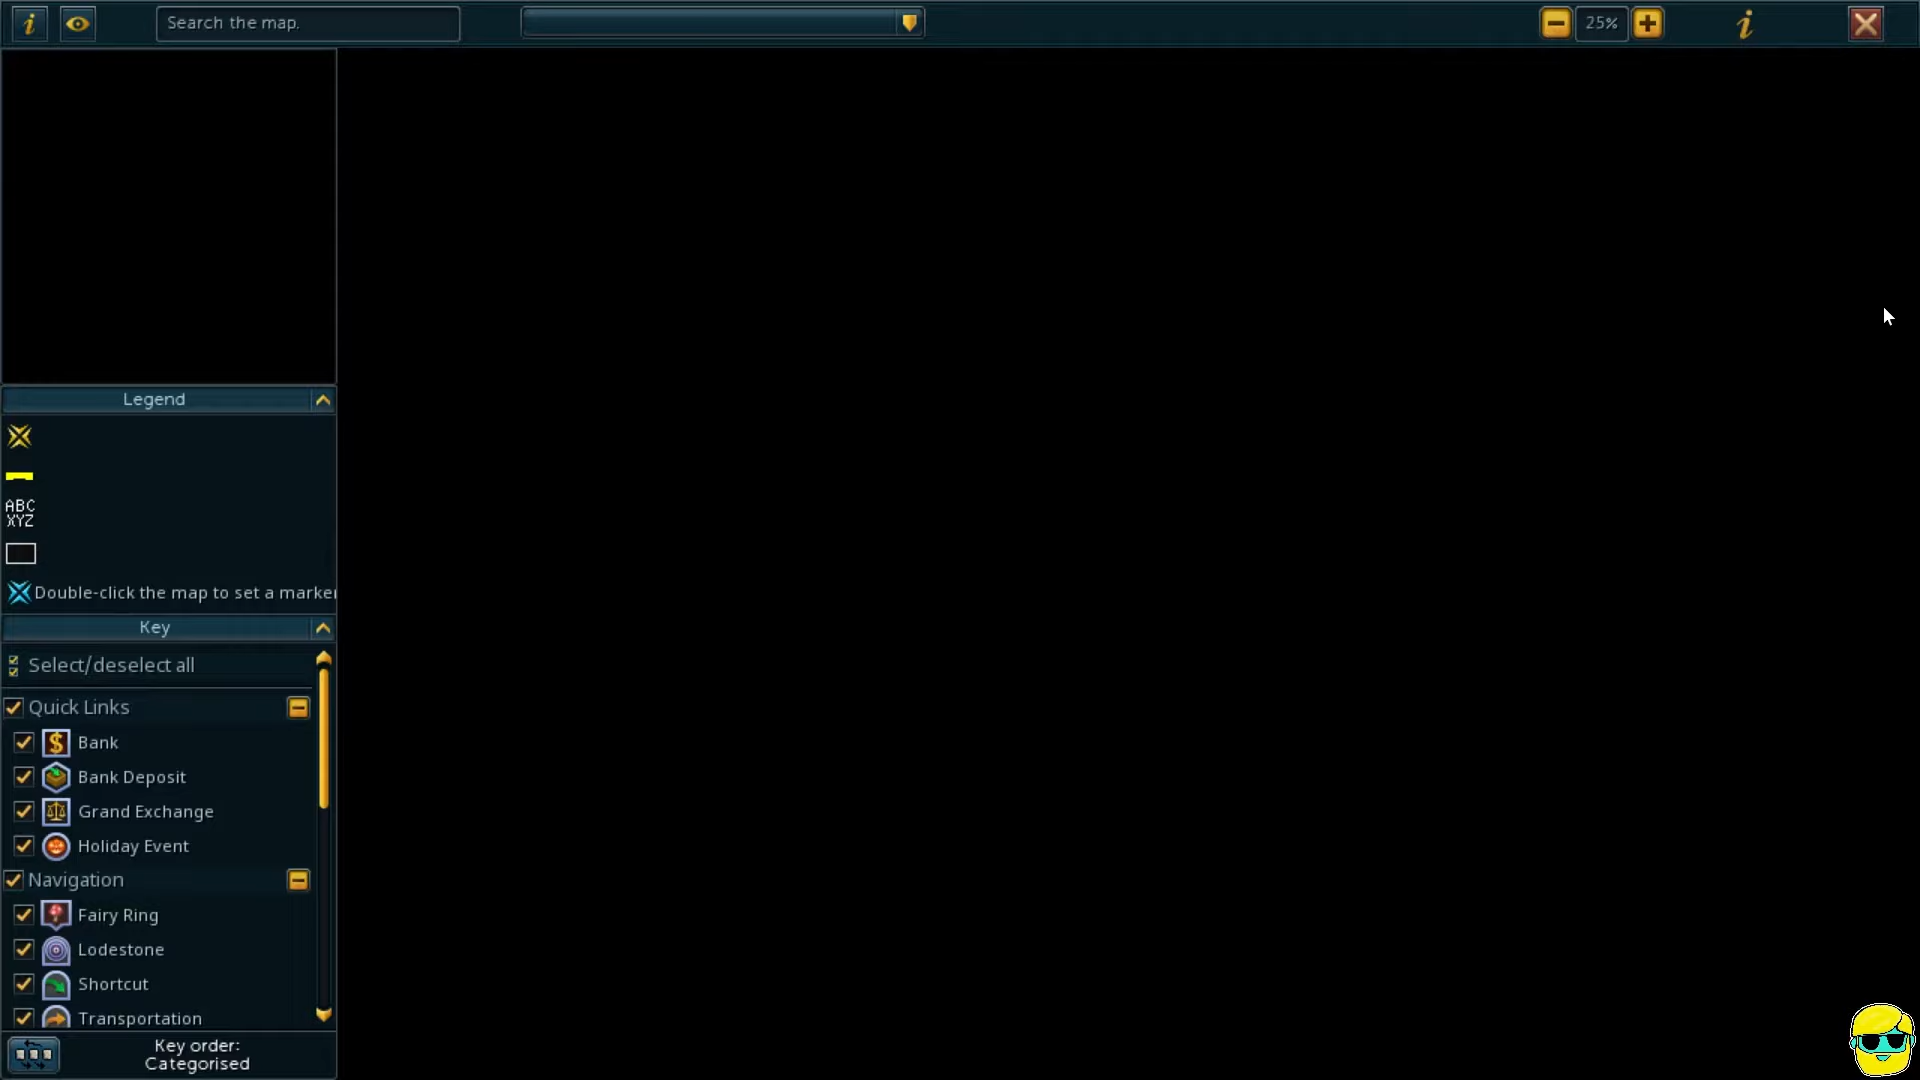 Search the map.
25%
Legend
ABC
XYZ
Double-click the map to set a marker
Key
Select/deselect all
Quick Links
Bank
Bank Deposit
Grand Exchange
Holiday Event
Navigation
Fairy Ring
Lodestone
Shortcut
Transportation
Key order:
Categorised